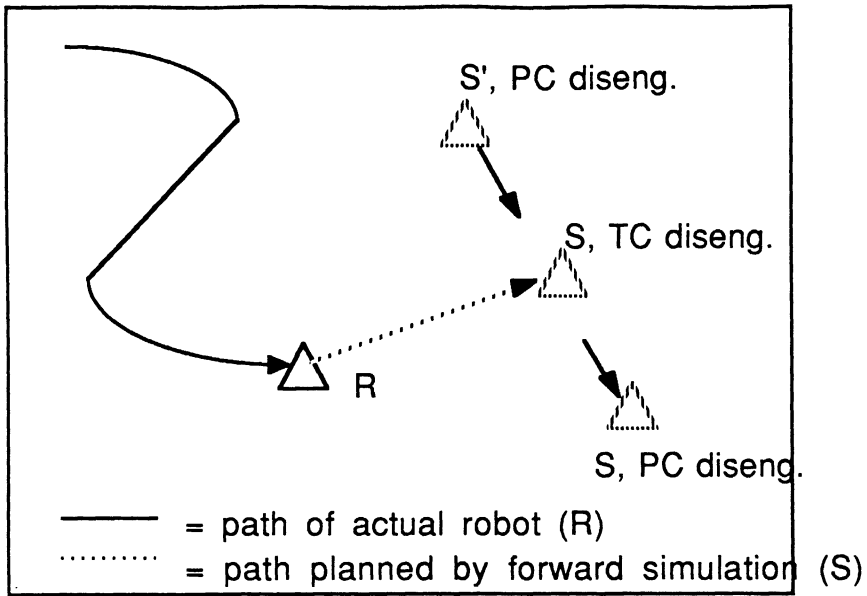 S', PC diseng.
S, TC diseng.
R
S, PC diseng.
= path of actual robot (R)
= path planned by forward simulation (S)